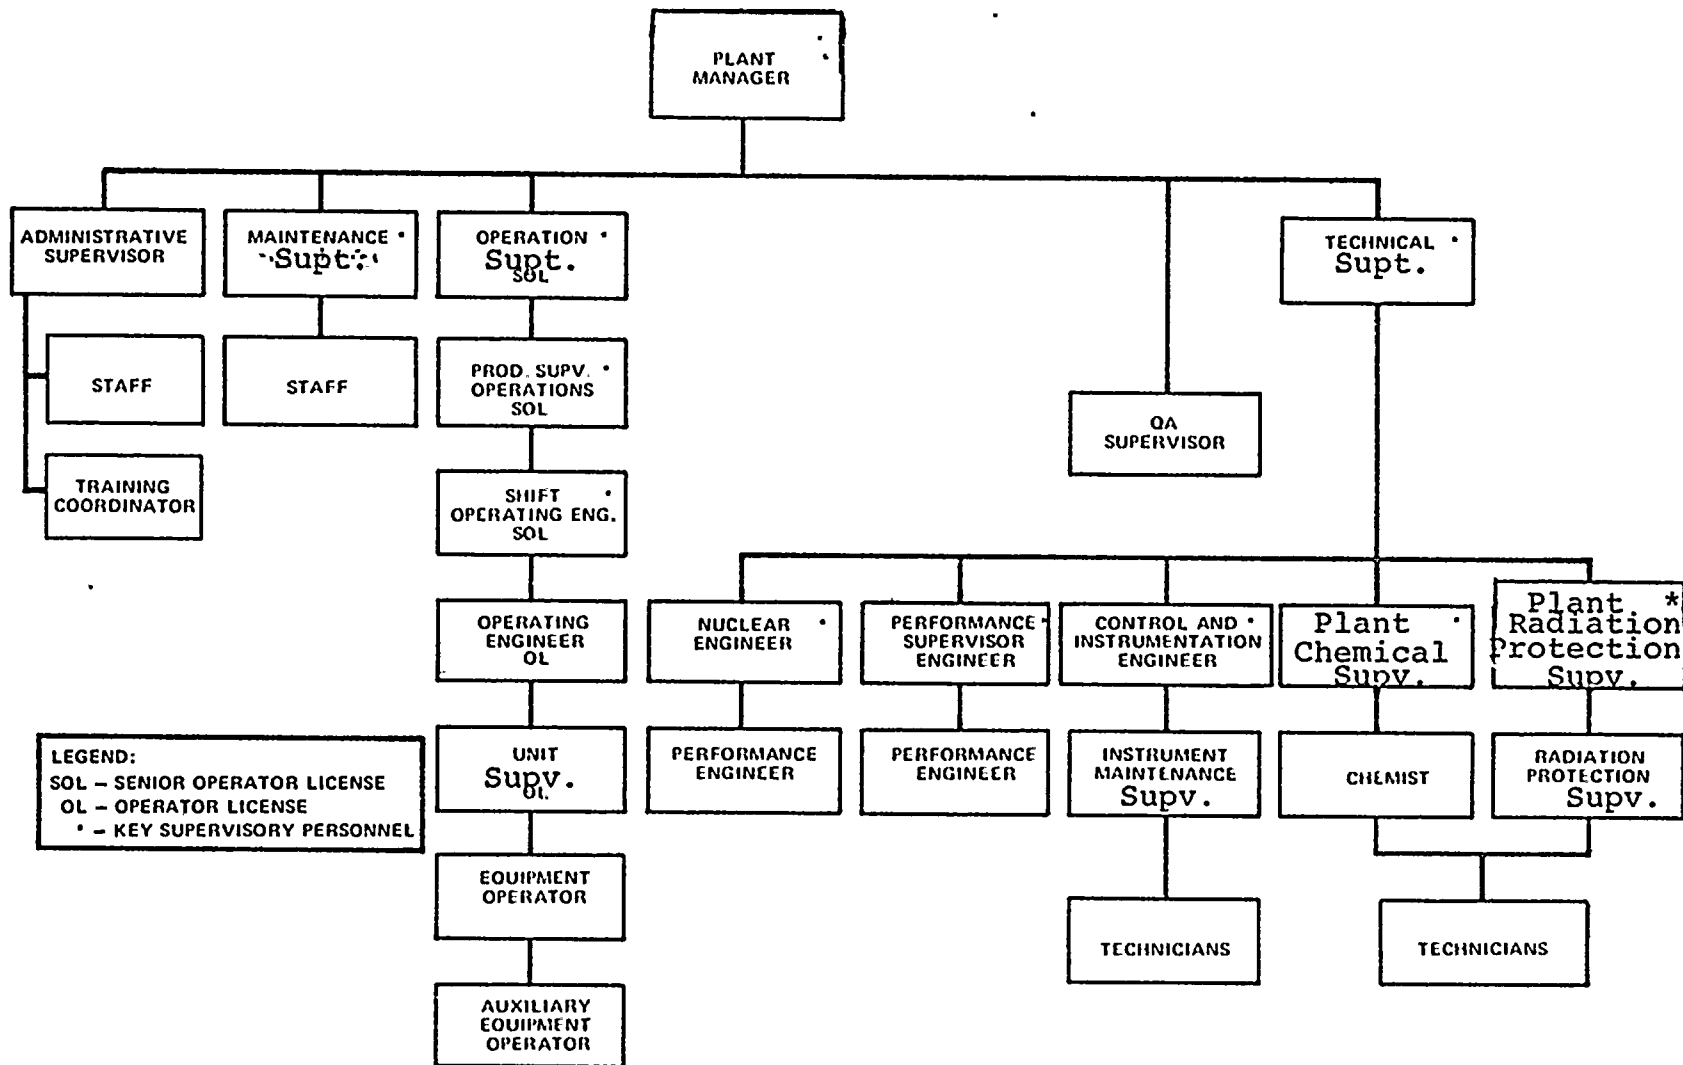 PLANT
MANAGER
ADMINISTRATIVE
SUPERVISOR
MAINTENANCE *
Supt.
OPERATION *
Supt.
SOL
TECHNICAL *
Supt.
STAFF
STAFF
PROD. SUPV. *
OPERATIONS
SOL
QA
SUPERVISOR
TRAINING
COORDINATOR
SHIFT *
OPERATING ENG.
SOL
OPERATING
ENGINEER
OL
NUCLEAR *
ENGINEER
PERFORMANCE *
SUPERVISOR
ENGINEER
CONTROL AND *
INSTRUMENTATION
ENGINEER
Plant *
Chemical
Supv.
Plant *
Radiation
Protection
Supv.
UNIT
Supv.
OL
PERFORMANCE
ENGINEER
PERFORMANCE
ENGINEER
INSTRUMENT
MAINTENANCE
Supv.
CHEMIST
RADIATION
PROTECTION
Supv.
LEGEND:
SOL – SENIOR OPERATOR LICENSE
OL – OPERATOR LICENSE
* – KEY SUPERVISORY PERSONNEL
EQUIPMENT
OPERATOR
TECHNICIANS
TECHNICIANS
AUXILIARY
EQUIPMENT
OPERATOR